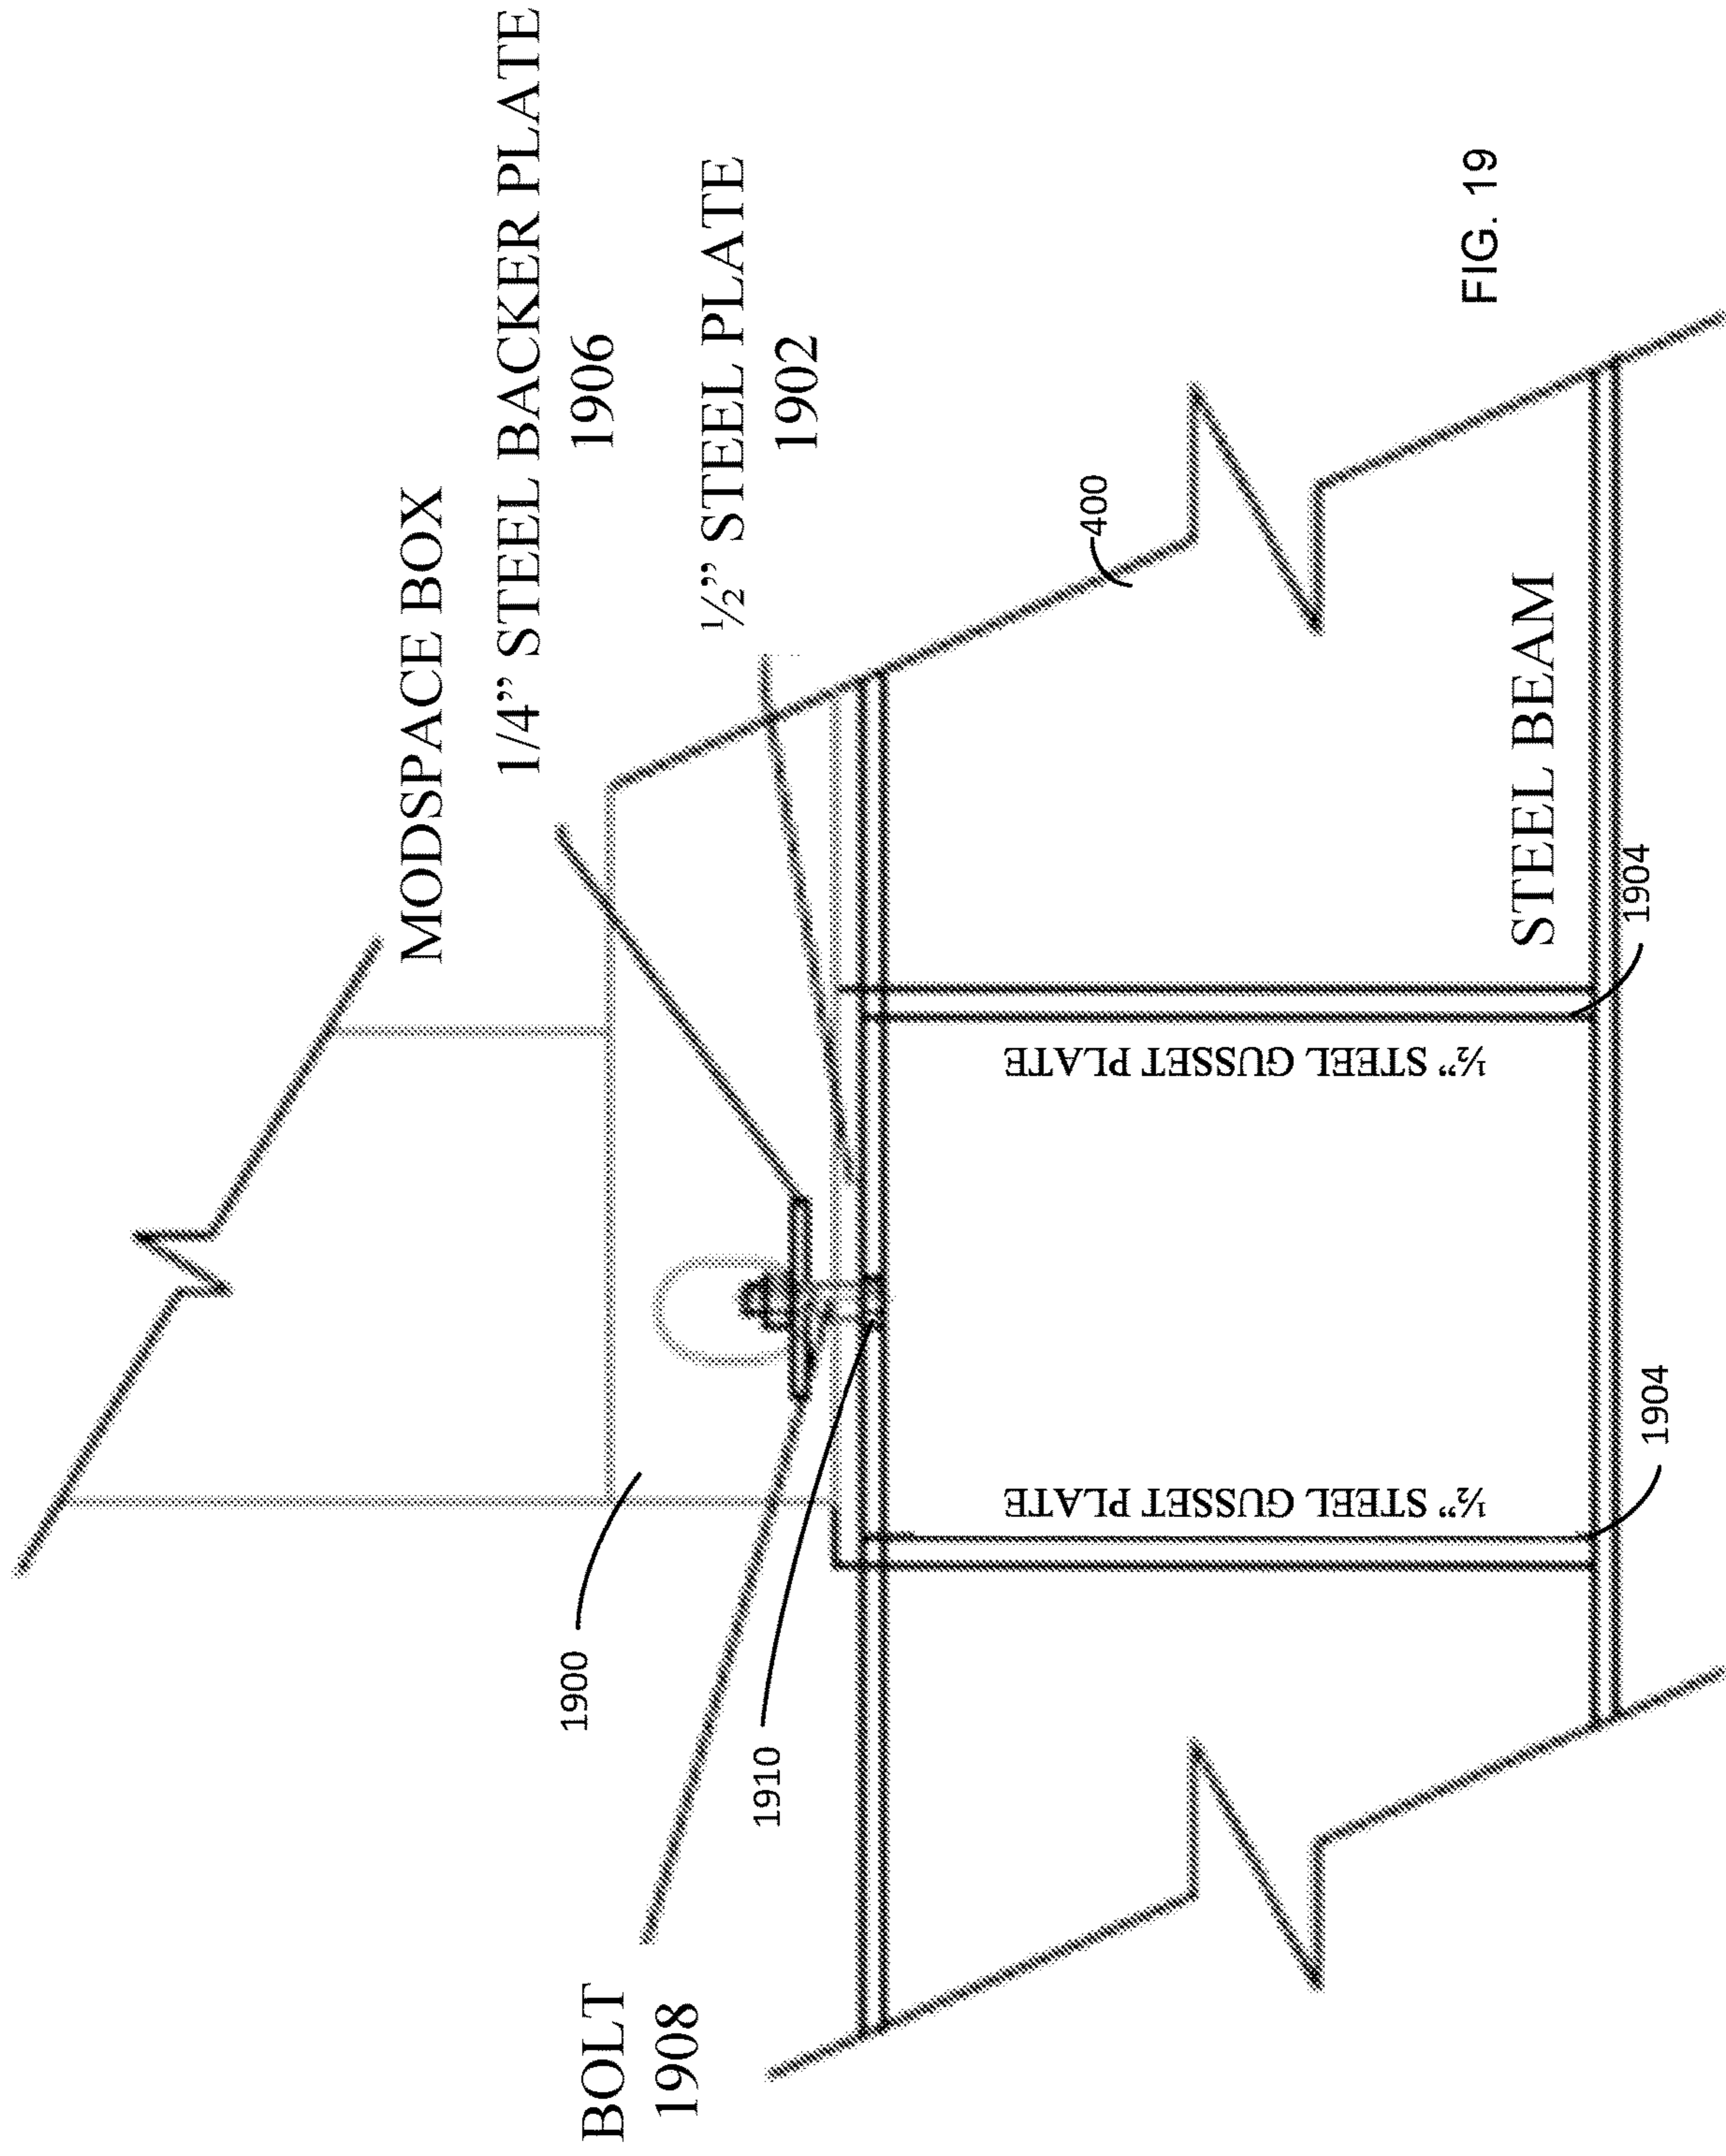 MODSPACE BOX
1/4” STEEL BACKER PLATE
1906
½” STEEL PLATE
1902
BOLT
1908
1900
1910
400
½” STEEL GUSSET PLATE
½” STEEL GUSSET PLATE
STEEL BEAM
1904
1904
FIG. 19